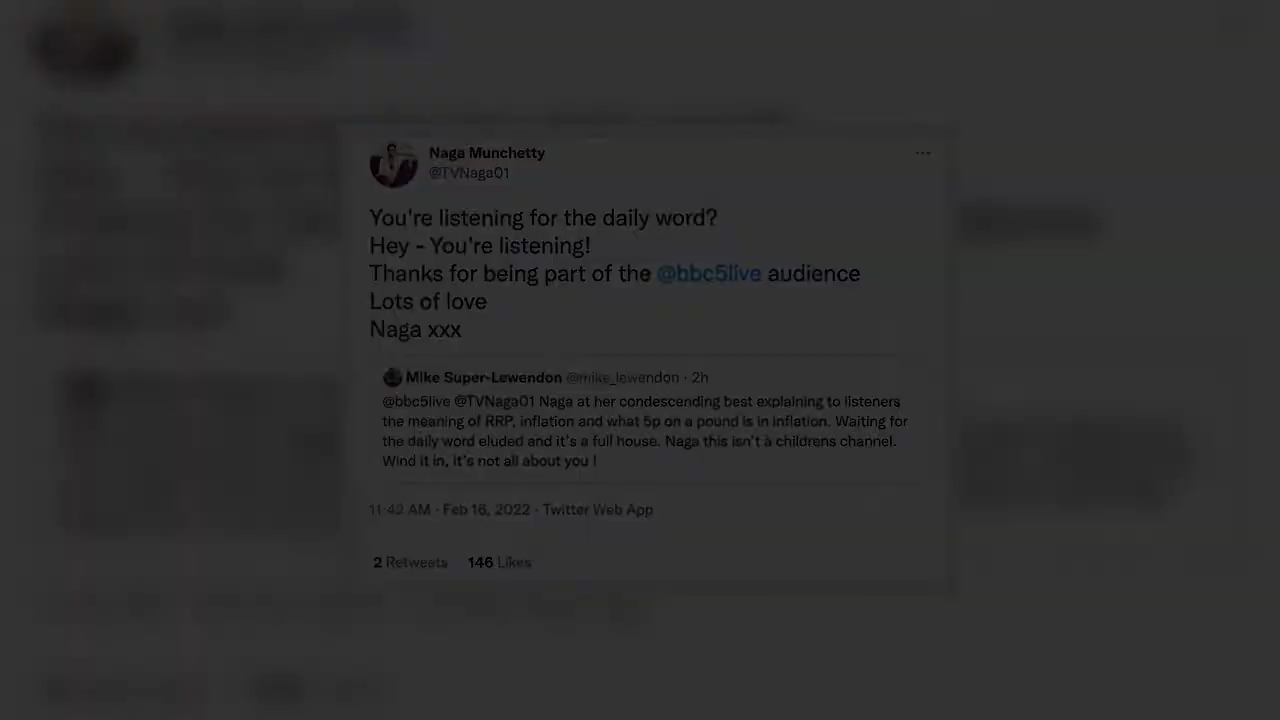 Naga Munchetty
@TVNaga01
You're listening for the daily word?
Hey - You're listening!
Thanks for being part of the @bbc5live audience
Lots of love
Naga xxx
Mike Super-Lewendon @mike_lewendon · 2h
@bbc5live @TVNaga01 Naga at her condescending best explaining to listeners
the meaning of RRP, inflation and what 5p on a pound is in inflation. Waiting for
the daily word eluded and it's a full house. Naga this isn't a childrens channel.
Wind it in, it's not all about you !
11:42 AM · Feb 16, 2022 · Twitter Web App
2 Retweets 146 Likes